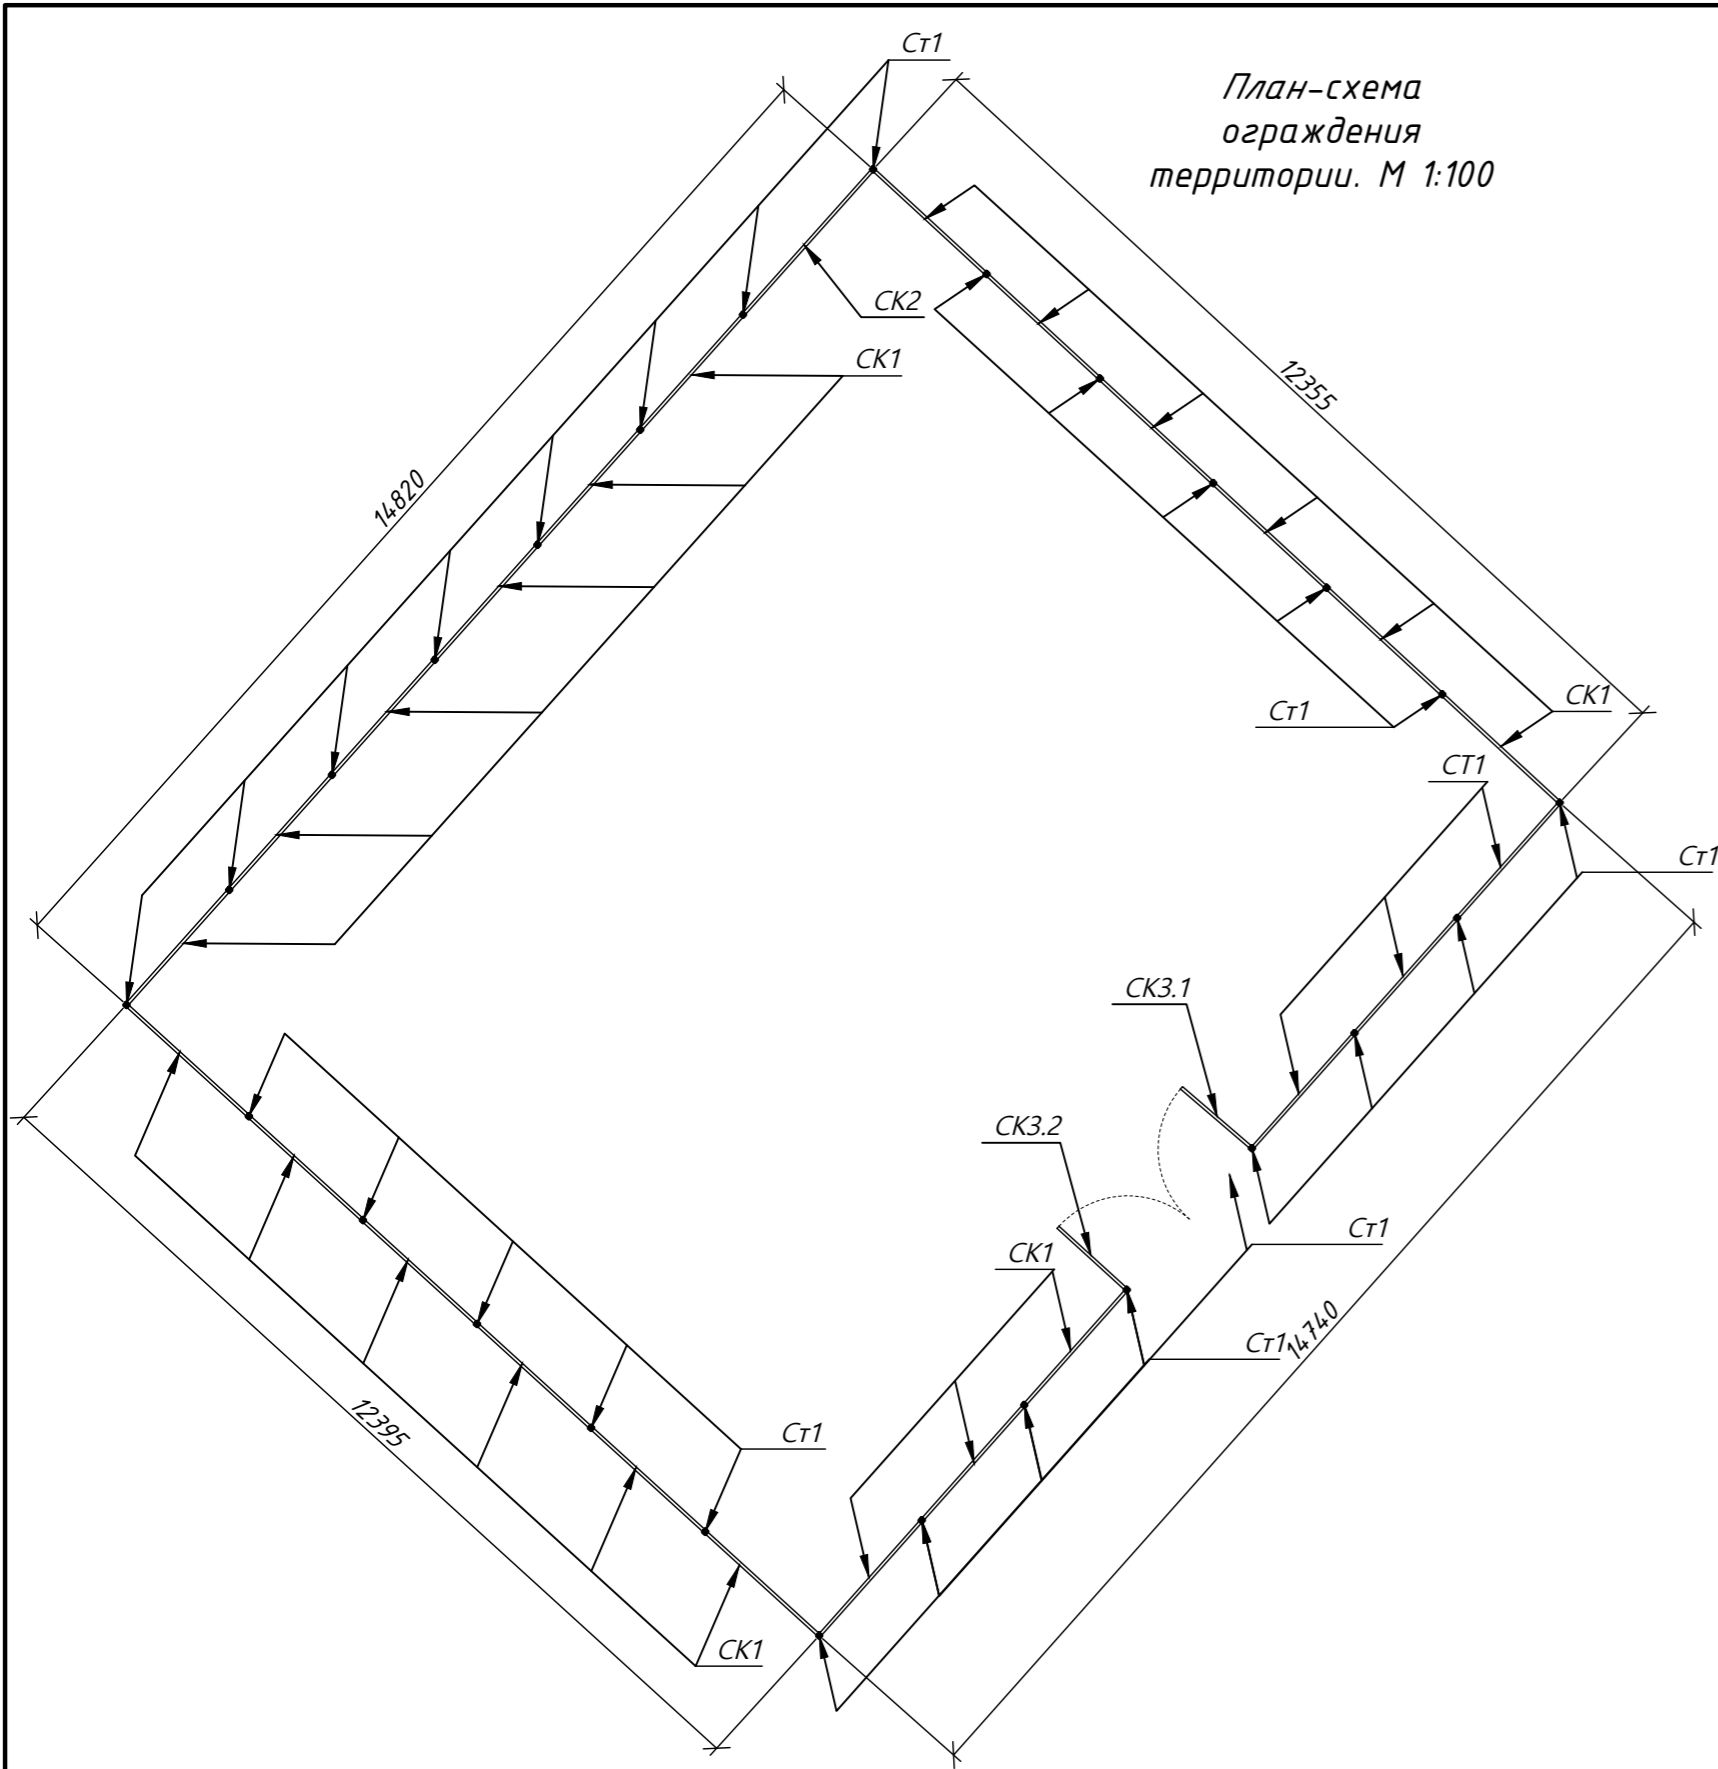 Ст1
План-схема
ограждения
территории. М 1:100
СК2
СК1
12355
14820
СК1
Ст1
СТ1
Ст1
СК3.1
СК3.2
Ст1
СК1
14740
Ст1
12395
Ст1
СК1